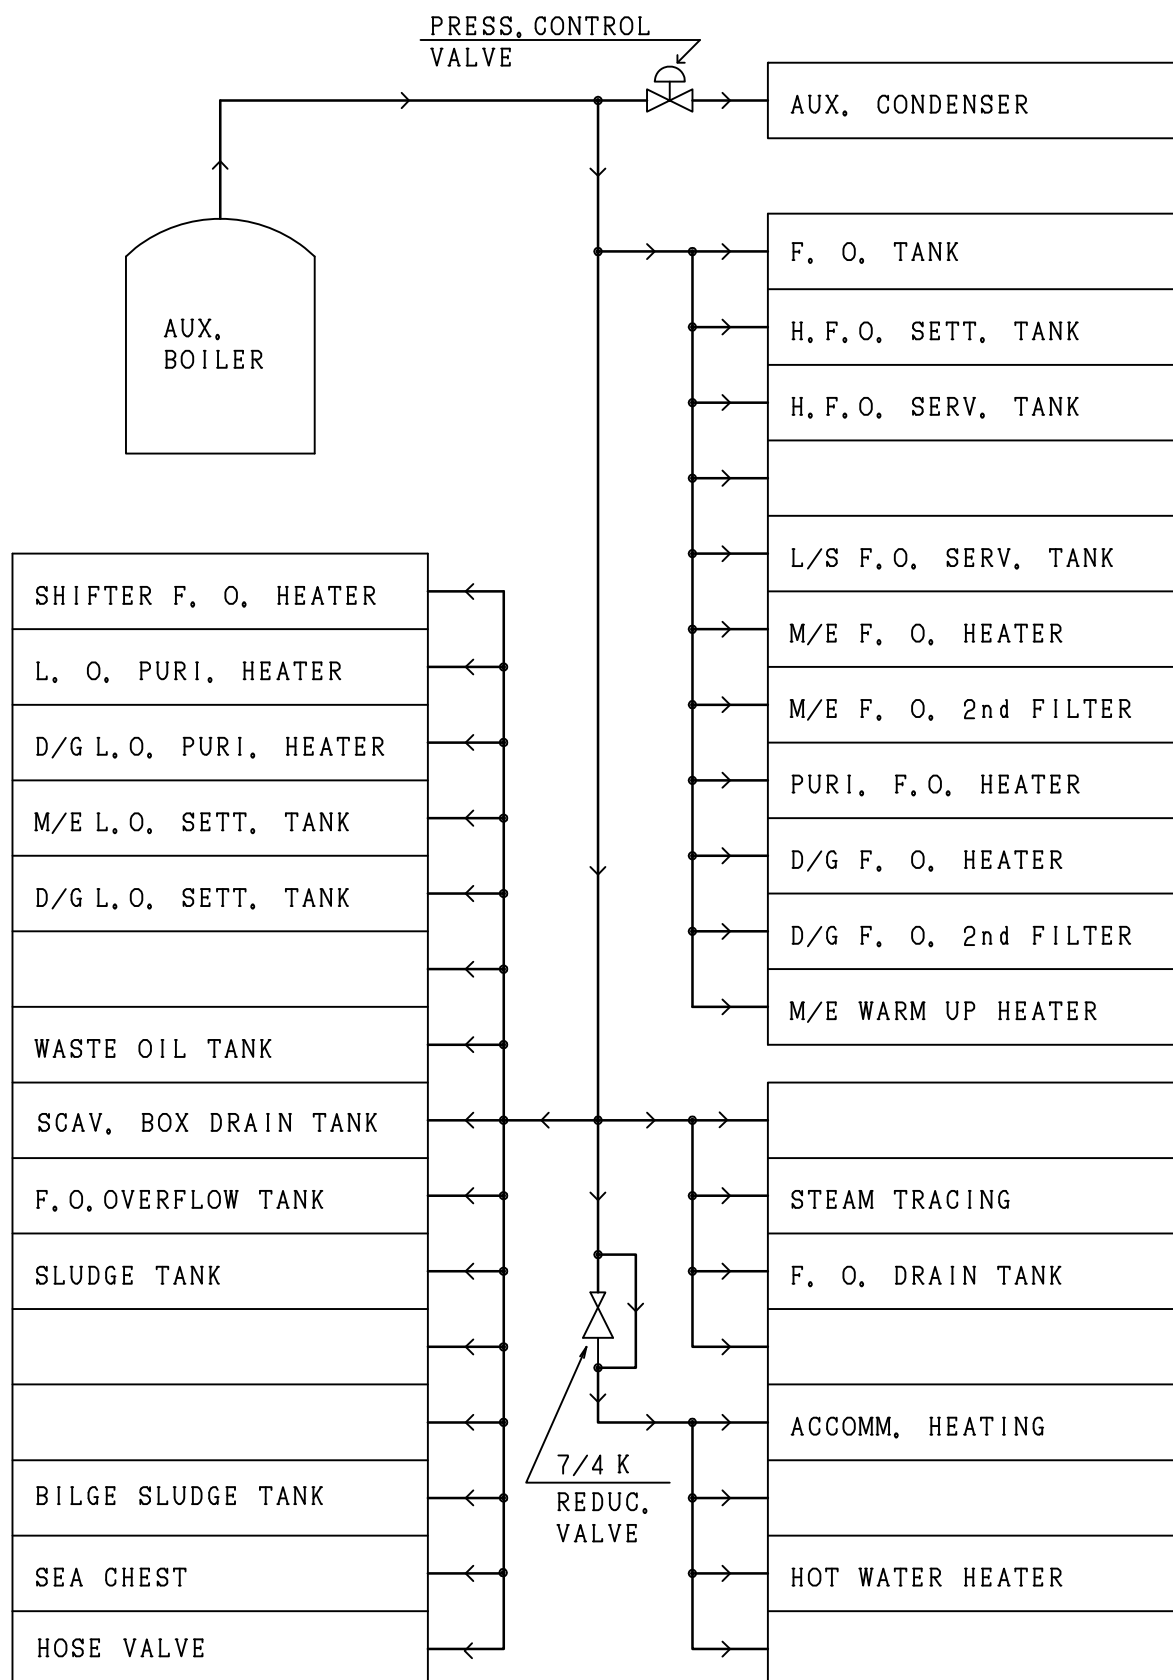 PRESS. CONTROL
VALVE
AUX. CONDENSER
AUX.
BOILER
F. O. TANK
H.F.O. SETT. TANK
H.F.O. SERV. TANK
L/S F.O. SERV. TANK
M/E F. O. HEATER
M/E F. O. 2nd FILTER
PURI. F.O. HEATER
D/G F. O. HEATER
D/G F. O. 2nd FILTER
M/E WARM UP HEATER
SHIFTER F. O. HEATER
L. O. PURI. HEATER
D/G L.O. PURI. HEATER
M/E L.O. SETT. TANK
D/G L.O. SETT. TANK
WASTE OIL TANK
SCAV. BOX DRAIN TANK
F.O.OVERFLOW TANK
SLUDGE TANK
BILGE SLUDGE TANK
SEA CHEST
HOSE VALVE
7/4 K
REDUC.
VALVE
STEAM TRACING
F. O. DRAIN TANK
ACCOMM. HEATING
HOT WATER HEATER